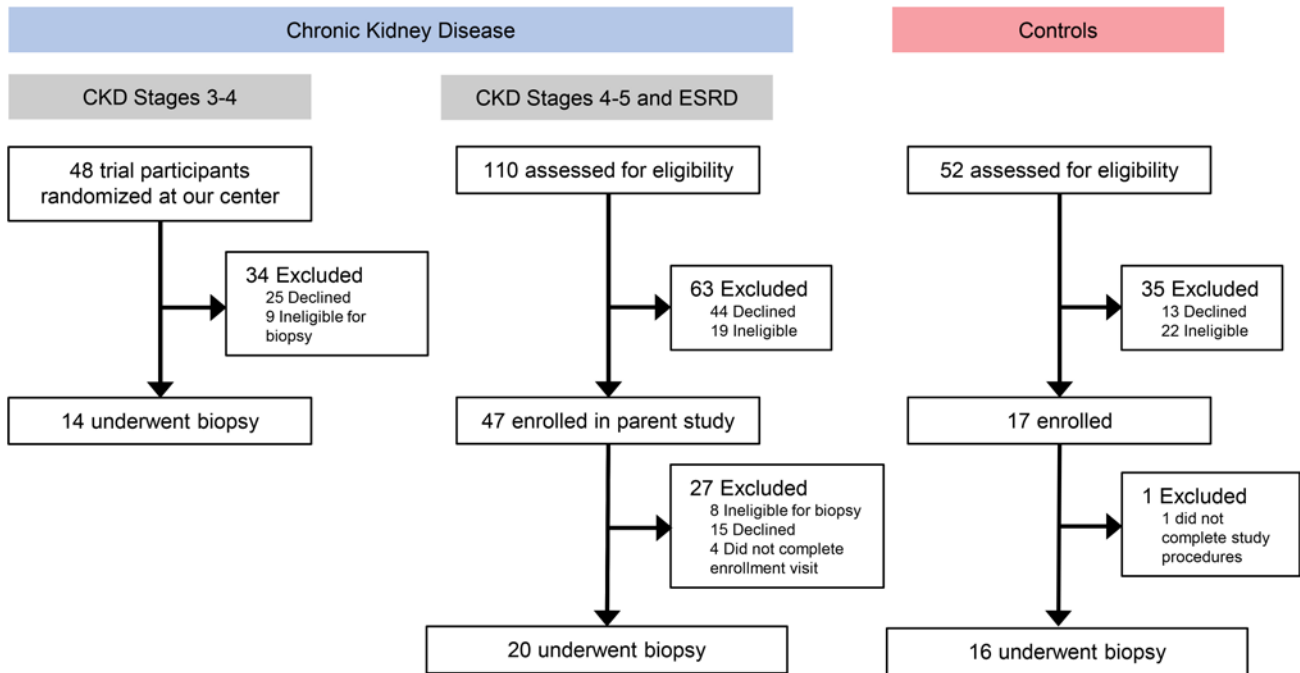 Chronic Kidney Disease
Controls
CKD Stages 3-4
CKD Stages 4-5 and ESRD
48 trial participants
randomized at our center
110 assessed for eligibility
52 assessed for eligibility
34 Excluded
25 Declined
9 Ineligible for
biopsy
63 Excluded
44 Declined
19 Ineligible
35 Excluded
13 Declined
22 Ineligible
14 underwent biopsy
47 enrolled in parent study
17 enrolled
27 Excluded
8 Ineligible for biopsy
15 Declined
4 Did not complete
enrollment visit
1 Excluded
1 did not
complete study
procedures
20 underwent biopsy
16 underwent biopsy